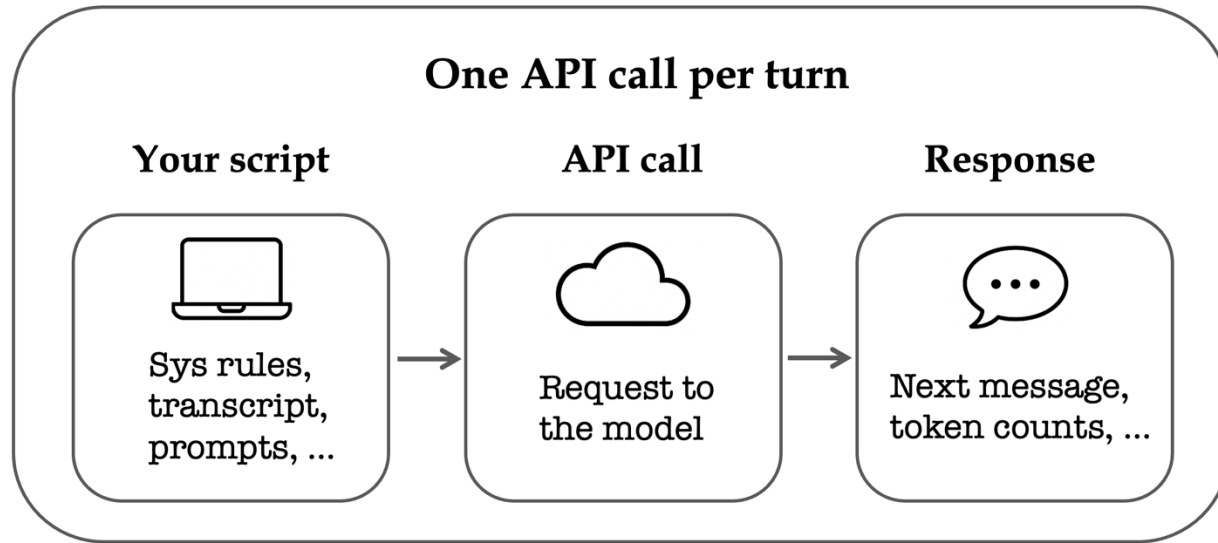 One API call per turn
Your script
API call
Response
Sys rules,
transcript,
prompts, ...
Request to
the model
Next message,
token counts, ...